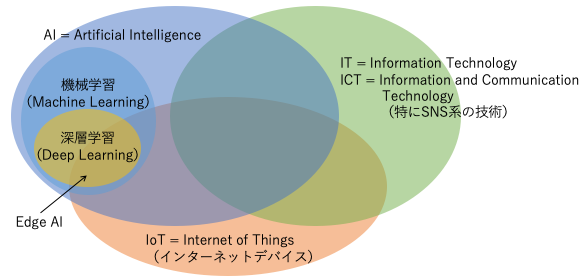 AI = Artificial Intelligence
機械学習
(Machine Learning)
深層学習
(Deep Learning)
Edge AI
IT = Information Technology
ICT = Information and Communication
Technology
（特にSNS系の技術）
IoT = Internet of Things
（インターネットデバイス）